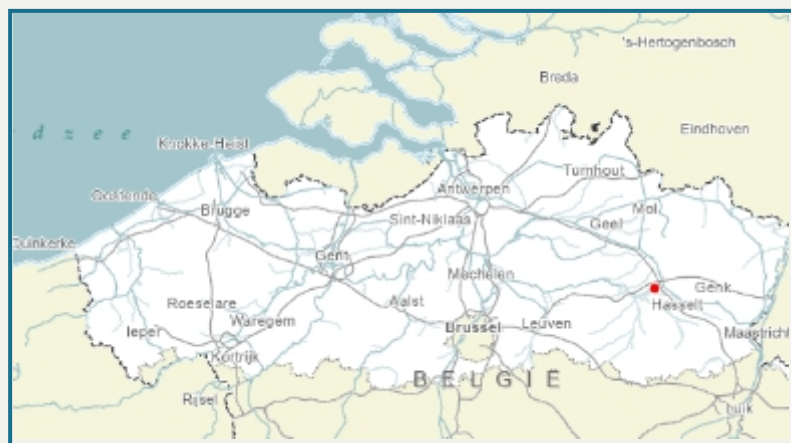 's-Hertogenbosch
Breda
d z e e
Eindhoven
Knokke-Heist
Turnhout
Oostende
Antwerpen
Mol
Brugge
Sint-Niklaas
Geel
Duinkerke
Gent
Mechelen
Genk
Roeselare
Aalst
Hasselt
Ieper
Waregem
Brussel
Leuven
Maastricht
Kortrijk
BELGIË
Rijsel
Luik